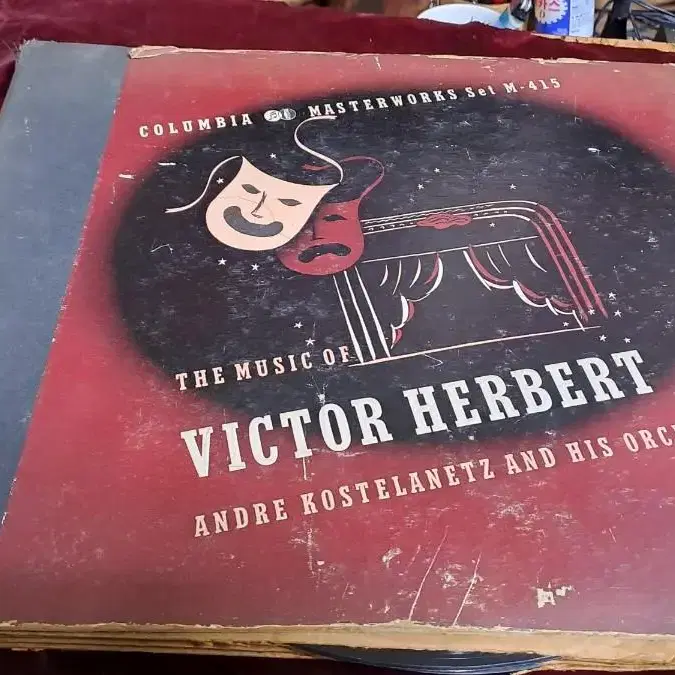 COLUMBIA MASTERWORKS Set M-415
THE MUSIC OF
VICTOR HERBERT
ANDRE KOSTELANETZ AND HIS ORC